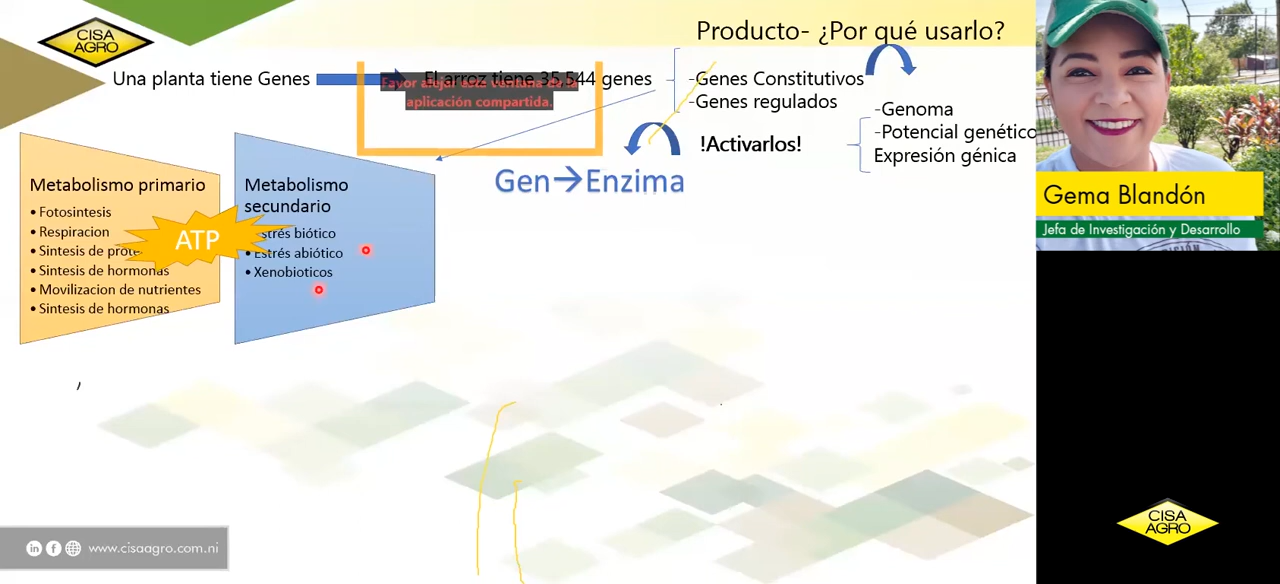 CISA
AGRO
Producto- ¿Por qué usarlo?
Una planta tiene Genes
El arroz tiene 35,544 genes
Favor alejar esta ventana de la
aplicación compartida.
-Genes Constitutivos
-Genes regulados
!Activarlos!
-Genoma
-Potencial genético
Expresión génica
Gen→Enzima
Metabolismo primario
• Fotosintesis
• Respiracion
• Sintesis de prote
• Sintesis de hormonas
• Movilizacion de nutrientes
• Sintesis de hormonas
ATP
Metabolismo
secundario
Estrés biótico
• Estrés abiótico
• Xenobioticos
Gema Blandón
Jefa de Investigación y Desarrollo
CISA
AGRO
in f www.cisaagro.com.ni